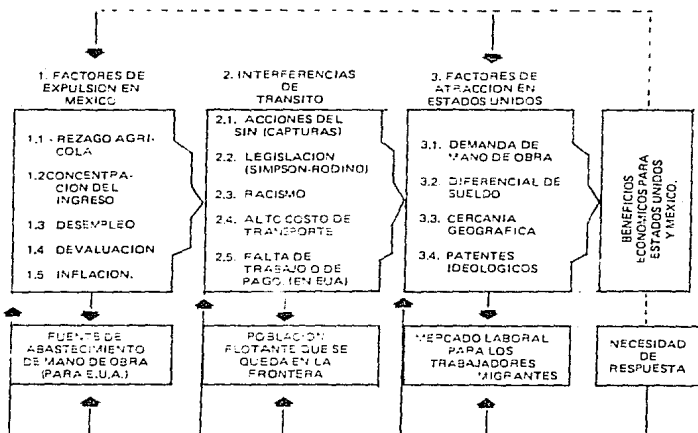 1. FACTORES DE
EXPULSION EN
MEXICO
1.1 - REZAGO AGRI-
COLA
1.2 CONCENTRA-
CION DEL
INGRESO
1.3 DESEMPLEO
1.4 DEVALUACION
1.5 INFLACION.
FUENTE DE
ABASTECIMIENTO
DE MANO DE OBRA
(PARA E.U.A.)
2. INTERFERENCIAS
DE
TRANSITO
2.1. ACCIONES DEL
SIN (CAPTURAS)
2.2. LEGISLACION
(SIMPSON-RODINO)
2.3. RACISMO
2.4. ALTO COSTO DE
TRANSPORTE
2.5. FALTA DE
TRABAJO O DE
PAGO. (EN EUA)
POBLACION
FLOTANTE QUE SE
QUEDA EN LA
FRONTERA
3. FACTORES DE
ATRACCION EN
ESTADOS UNIDOS
3.1. DEMANDA DE
MANO DE OBRA
3.2. DIFERENCIAL DE
SUELDO
3.3. CERCANIA
GEOGRAFICA
3.4. PATENTES
IDEOLOGICOS
MERCADO LABORAL
PARA LOS
TRABAJADORES
MIGRANTES
BENEFICIOS
ECONOMICOS PARA
ESTADOS UNIDOS
Y MEXICO.
NECESIDAD
DE
RESPUESTA